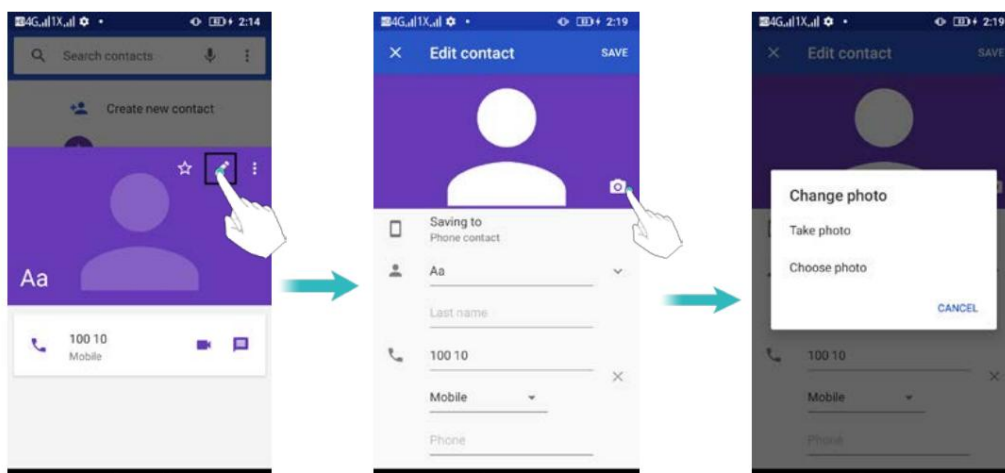 4G 1X 2:14
Search contacts
Create new contact
Aa
100 10
Mobile
4G 1X 2:19
Edit contact SAVE
Saving to
Phone contact
Aa
Last name
100 10
Mobile
Phone
4G 1X 2:19
Edit contact SAVE
Change photo
Take photo
Choose photo
CANCEL
100 10
Mobile
Phone